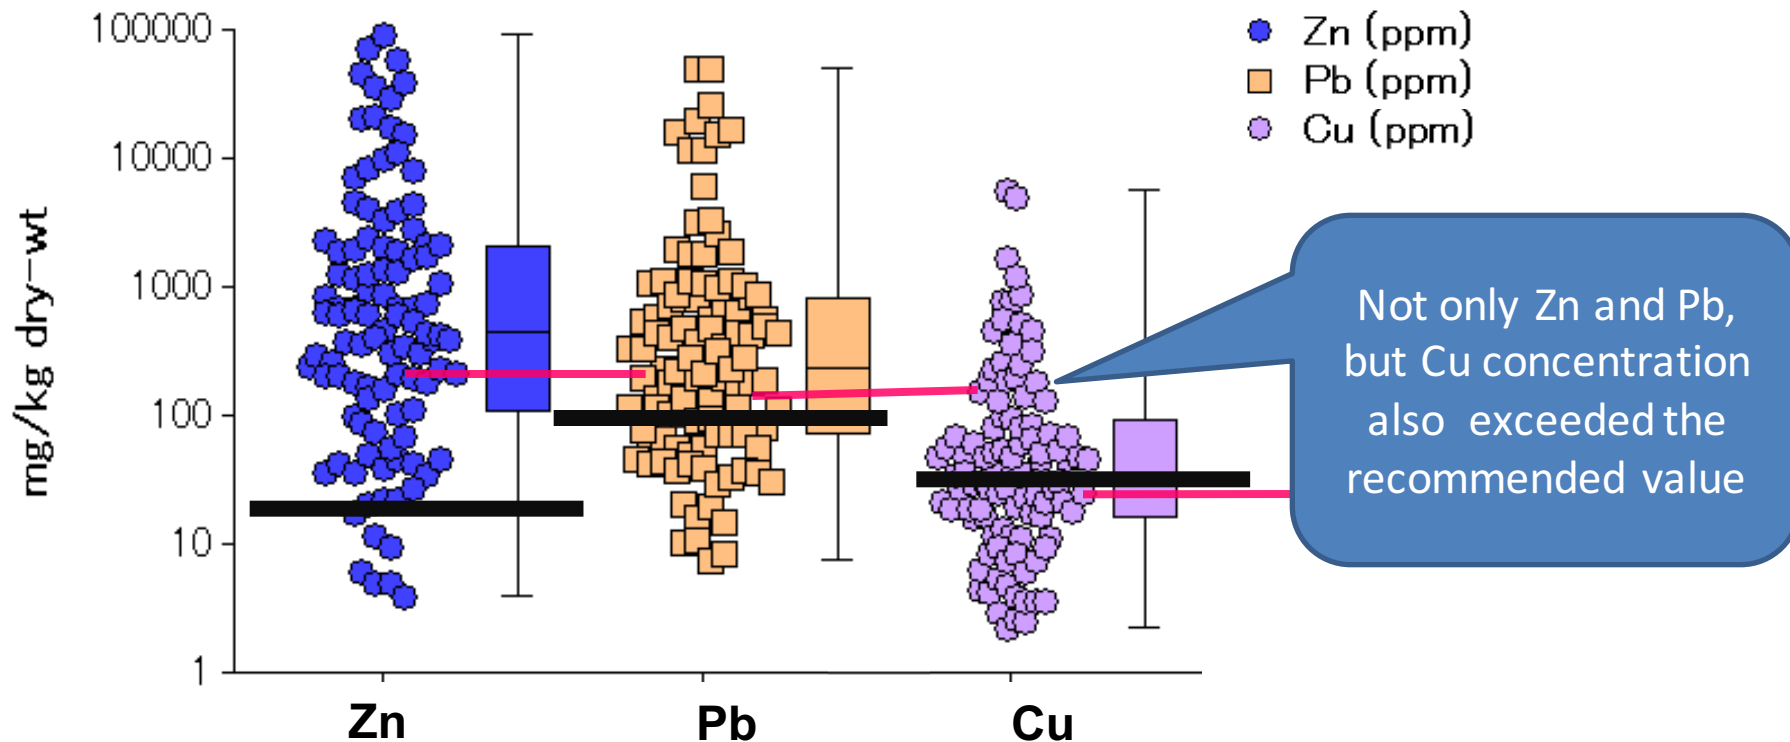 100000
10000
1000
100
10
1
mg/kg dry-wt
Zn (ppm)
Pb (ppm)
Cu (ppm)
Not only Zn and Pb,
but Cu concentration
also exceeded the
recommended value
Zn
Pb
Cu